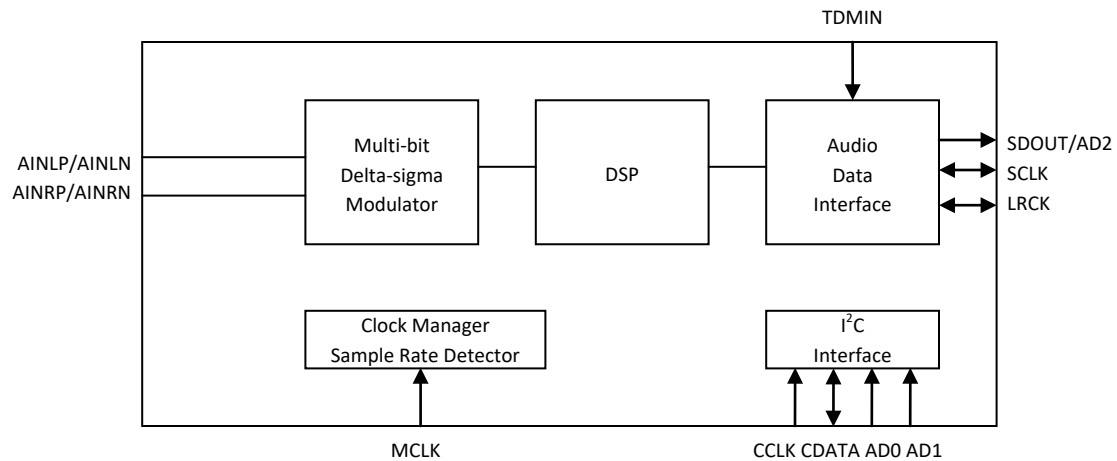 TDMIN
AINLP/AINLN
AINRP/AINRN
Multi-bit
Delta-sigma
Modulator
DSP
Audio
Data
Interface
SDOUT/AD2
SCLK
LRCK
Clock Manager
Sample Rate Detector
I²C
Interface
MCLK
CCLK CDATA AD0 AD1